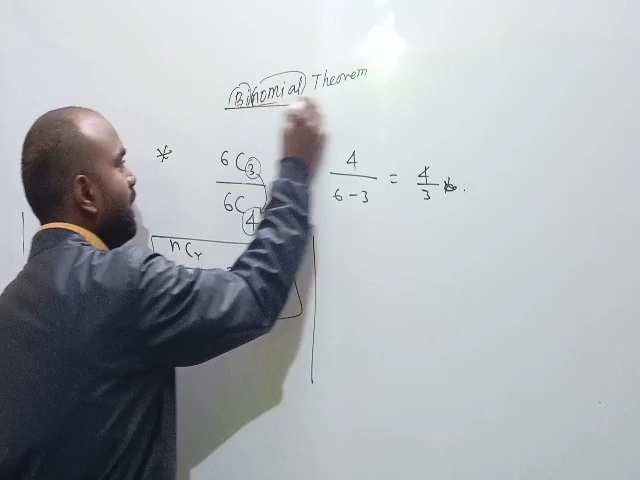 Binomial Theorem
* 6C3 / 6C4 4 / 6-3 = 4 / 3
nCr